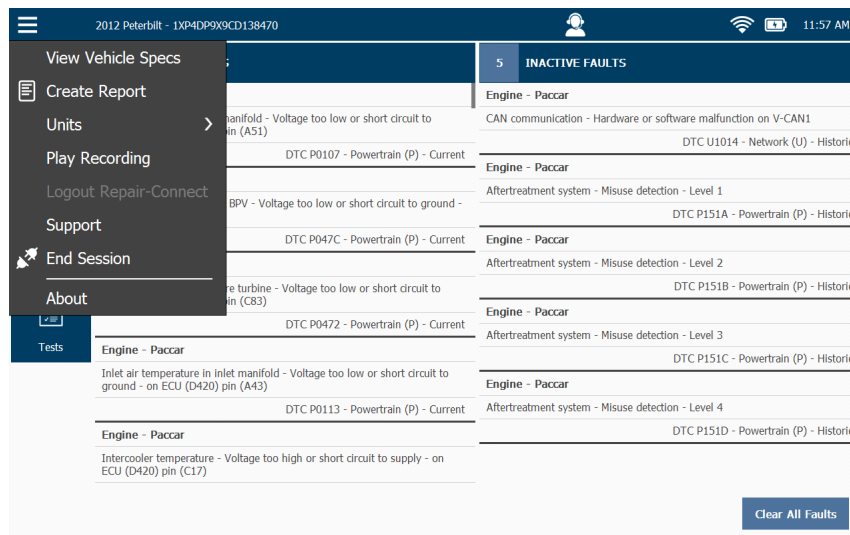 2012 Peterbilt - 1XP4DP9X9CD138470
11:57 AM
View Vehicle Specs
Create Report
Units
Play Recording
Logout Repair-Connect
Support
End Session
About
Tests
manifold - Voltage too low or short circuit to
pin (A51)
DTC P0107 - Powertrain (P) - Current
BPV - Voltage too low or short circuit to ground -
DTC P047C - Powertrain (P) - Current
re turbine - Voltage too low or short circuit to
pin (C83)
DTC P0472 - Powertrain (P) - Current
Engine - Paccar
Inlet air temperature in inlet manifold - Voltage too low or short circuit to
ground - on ECU (D420) pin (A43)
DTC P0113 - Powertrain (P) - Current
Engine - Paccar
Intercooler temperature - Voltage too high or short circuit to supply - on
ECU (D420) pin (C17)
5 INACTIVE FAULTS
Engine - Paccar
CAN communication - Hardware or software malfunction on V-CAN1
DTC U1014 - Network (U) - Historic
Engine - Paccar
Aftertreatment system - Misuse detection - Level 1
DTC P151A - Powertrain (P) - Historic
Engine - Paccar
Aftertreatment system - Misuse detection - Level 2
DTC P151B - Powertrain (P) - Historic
Engine - Paccar
Aftertreatment system - Misuse detection - Level 3
DTC P151C - Powertrain (P) - Historic
Engine - Paccar
Aftertreatment system - Misuse detection - Level 4
DTC P151D - Powertrain (P) - Historic
Clear All Faults